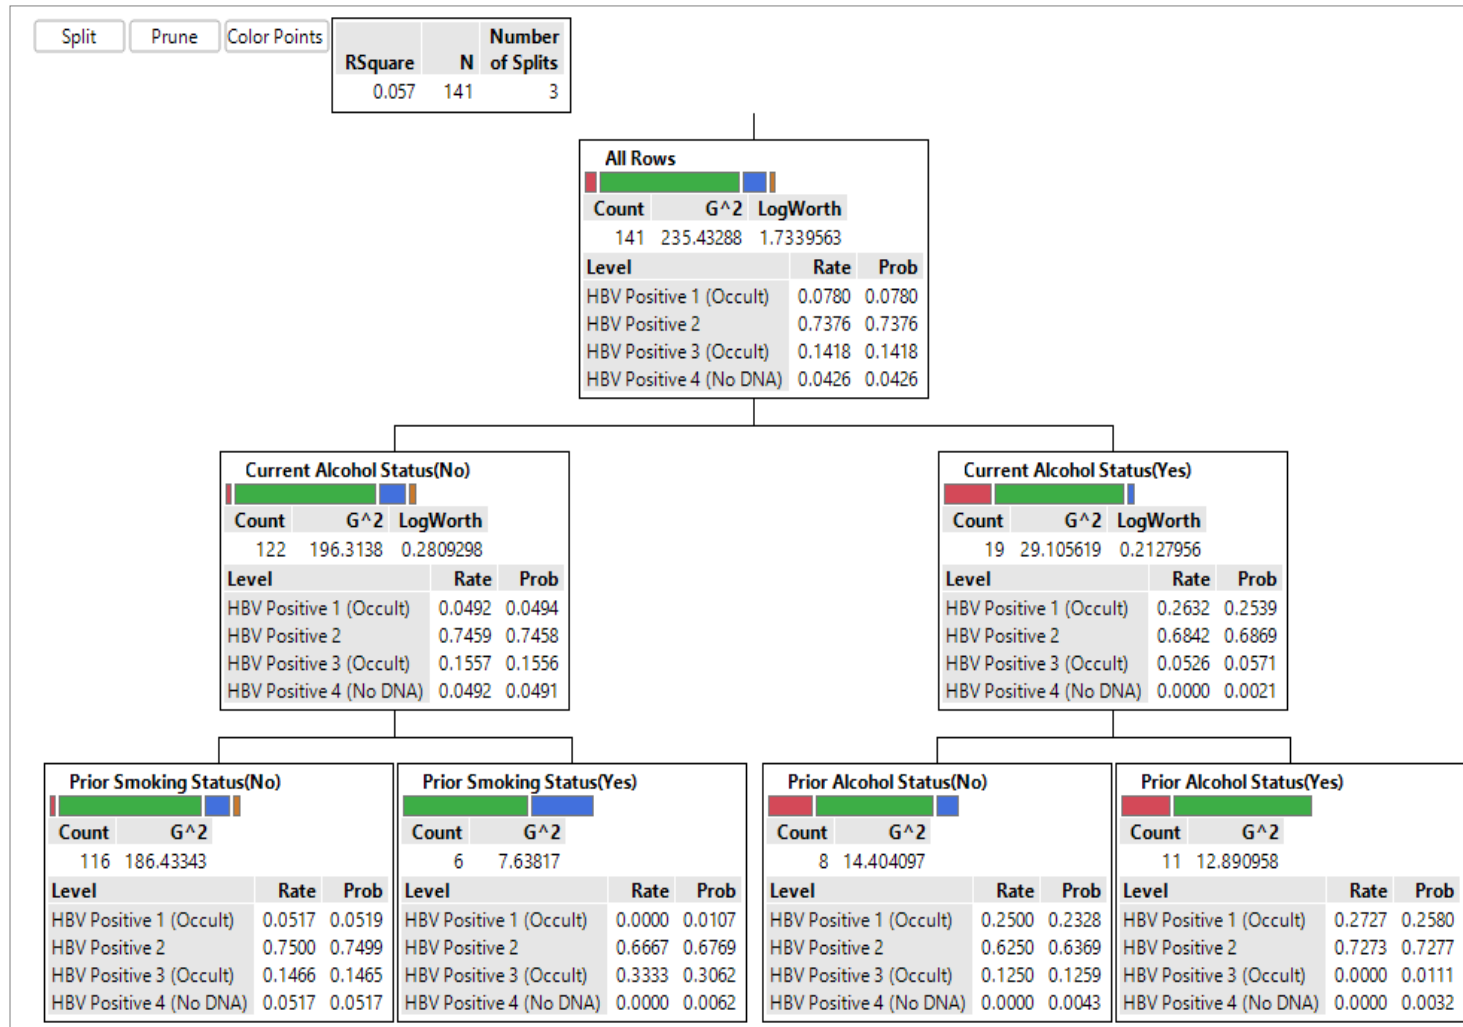 Split Prune Color Points
Number
RSquare N of Splits
0.057 141 3
All Rows
Count G^2 LogWorth
141 235.43288 1.7339563
Level Rate Prob
HBV Positive 1 (Occult) 0.0780 0.0780
HBV Positive 2 0.7376 0.7376
HBV Positive 3 (Occult) 0.1418 0.1418
HBV Positive 4 (No DNA) 0.0426 0.0426
Current Alcohol Status(No)
Count G^2 LogWorth
122 196.3138 0.2809298
Level Rate Prob
HBV Positive 1 (Occult) 0.0492 0.0494
HBV Positive 2 0.7459 0.7458
HBV Positive 3 (Occult) 0.1557 0.1556
HBV Positive 4 (No DNA) 0.0492 0.0491
Current Alcohol Status(Yes)
Count G^2 LogWorth
19 29.105619 0.2127956
Level Rate Prob
HBV Positive 1 (Occult) 0.2632 0.2539
HBV Positive 2 0.6842 0.6869
HBV Positive 3 (Occult) 0.0526 0.0571
HBV Positive 4 (No DNA) 0.0000 0.0021
Prior Smoking Status(No)
Count G^2
116 186.43343
Level Rate Prob
HBV Positive 1 (Occult) 0.0517 0.0519
HBV Positive 2 0.7500 0.7499
HBV Positive 3 (Occult) 0.1466 0.1465
HBV Positive 4 (No DNA) 0.0517 0.0517
Prior Smoking Status(Yes)
Count G^2
6 7.63817
Level Rate Prob
HBV Positive 1 (Occult) 0.0000 0.0107
HBV Positive 2 0.6667 0.6769
HBV Positive 3 (Occult) 0.3333 0.3062
HBV Positive 4 (No DNA) 0.0000 0.0062
Prior Alcohol Status(No)
Count G^2
8 14.404097
Level Rate Prob
HBV Positive 1 (Occult) 0.2500 0.2328
HBV Positive 2 0.6250 0.6369
HBV Positive 3 (Occult) 0.1250 0.1259
HBV Positive 4 (No DNA) 0.0000 0.0043
Prior Alcohol Status(Yes)
Count G^2
11 12.890958
Level Rate Prob
HBV Positive 1 (Occult) 0.2727 0.2580
HBV Positive 2 0.7273 0.7277
HBV Positive 3 (Occult) 0.0000 0.0111
HBV Positive 4 (No DNA) 0.0000 0.0032